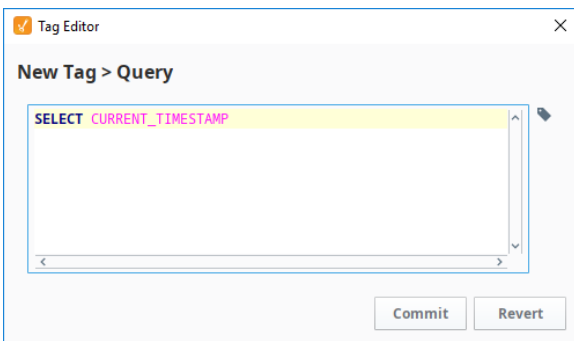 Tag Editor
New Tag > Query
SELECT CURRENT_TIMESTAMP
Commit Revert